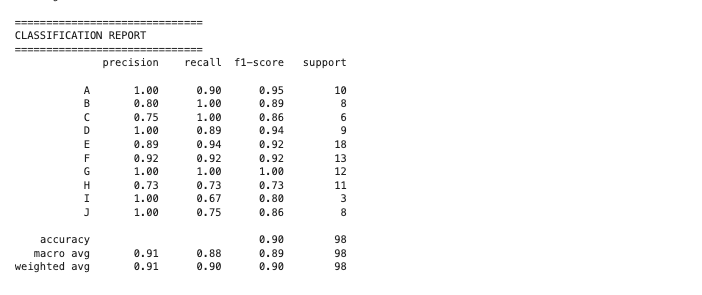 ==============================
CLASSIFICATION REPORT
==============================
              precision    recall  f1-score   support

           A       1.00      0.90      0.95        10
           B       0.80      1.00      0.89         8
           C       0.75      1.00      0.86         6
           D       1.00      0.89      0.94         9
           E       0.89      0.94      0.92        18
           F       0.92      0.92      0.92        13
           G       1.00      1.00      1.00        12
           H       0.73      0.73      0.73        11
           I       1.00      0.67      0.80         3
           J       1.00      0.75      0.86         8

    accuracy                           0.90        98
   macro avg       0.91      0.88      0.89        98
weighted avg       0.91      0.90      0.90        98